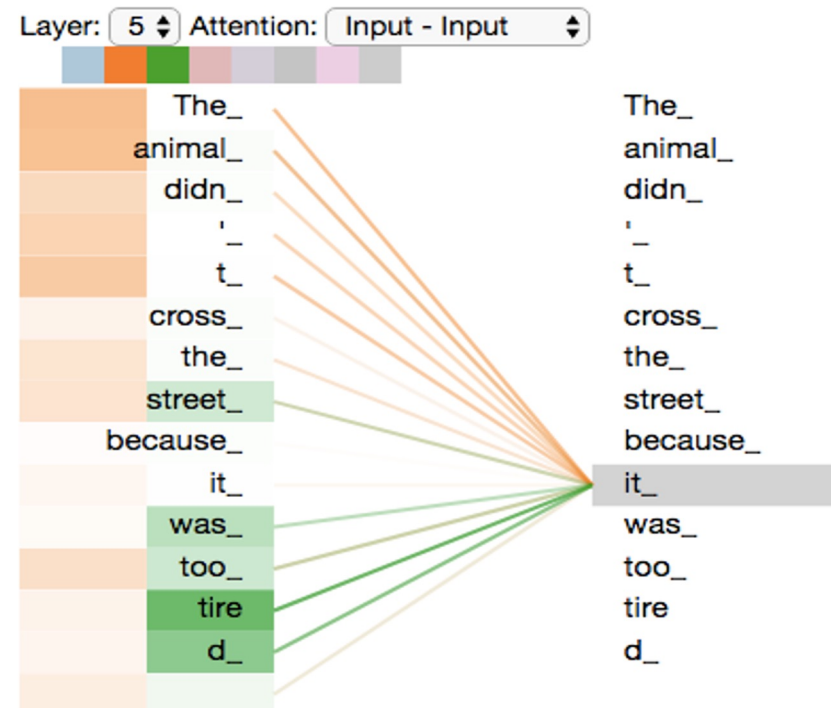 Layer: 5 Attention: Input - Input
The_ The_
animal_ animal_
didn_ didn_
'_ '_
t_ t_
cross_ cross_
the_ the_
street_ street_
because_ because_
it_ it_
was_ was_
too_ too_
tire tire
d_ d_